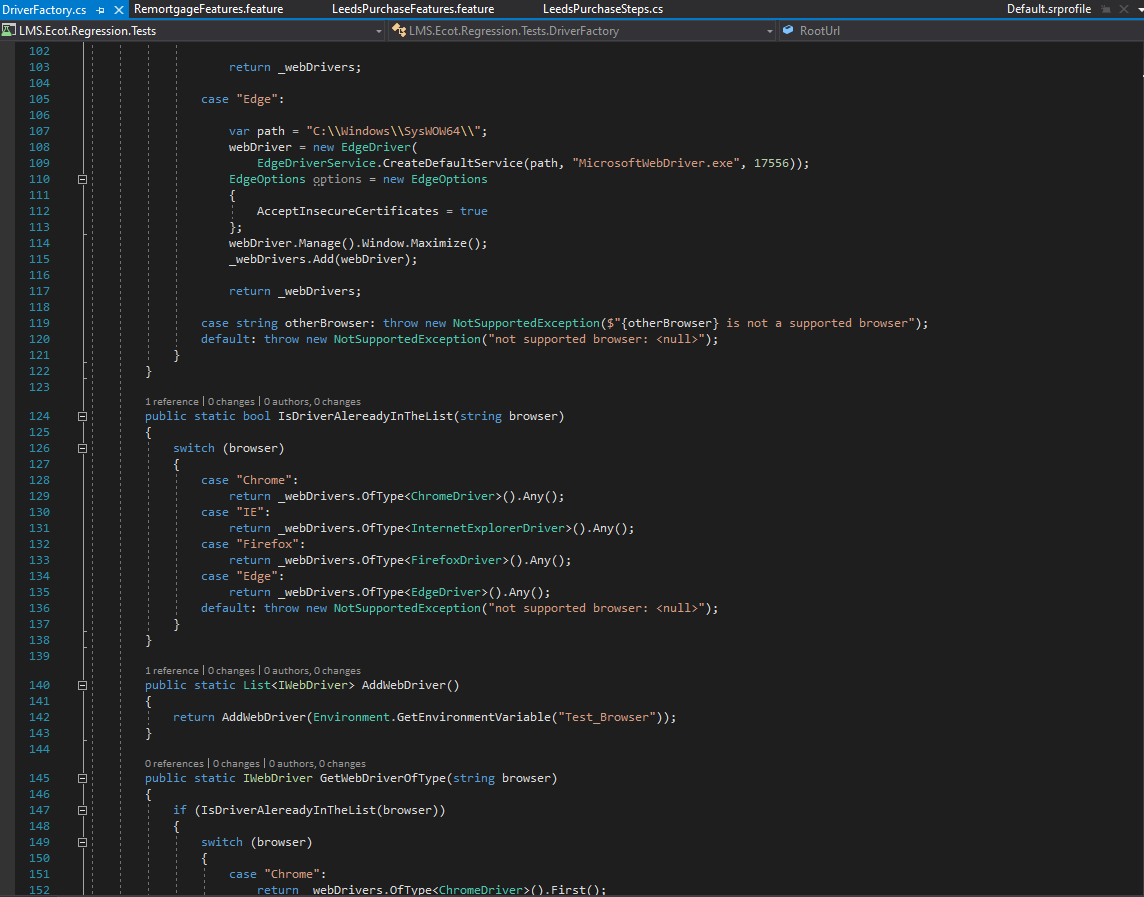 DriverFactory.cs RemortgageFeatures.feature LeedsPurchaseFeatures.feature LeedsPurchaseSteps.cs Default.srprofile
LMS.Ecot.Regression.Tests LMS.Ecot.Regression.Tests.DriverFactory RootUrl
102
103 return _webDrivers;
104
105 case "Edge":
106
107 var path = "C:\\Windows\\SysWOW64\\";
108 webDriver = new EdgeDriver(
109 EdgeDriverService.CreateDefaultService(path, "MicrosoftWebDriver.exe", 17556));
110 EdgeOptions options = new EdgeOptions
111 {
112 AcceptInsecureCertificates = true
113 };
114 webDriver.Manage().Window.Maximize();
115 _webDrivers.Add(webDriver);
116
117 return _webDrivers;
118
119 case string otherBrowser: throw new NotSupportedException($"{otherBrowser} is not a supported browser");
120 default: throw new NotSupportedException("not supported browser: <null>");
121 }
122 }
123
1 reference | 0 changes | 0 authors, 0 changes
124 public static bool IsDriverAlereadyInTheList(string browser)
125 {
126 switch (browser)
127 {
128 case "Chrome":
129 return _webDrivers.OfType<ChromeDriver>().Any();
130 case "IE":
131 return _webDrivers.OfType<InternetExplorerDriver>().Any();
132 case "Firefox":
133 return _webDrivers.OfType<FirefoxDriver>().Any();
134 case "Edge":
135 return _webDrivers.OfType<EdgeDriver>().Any();
136 default: throw new NotSupportedException("not supported browser: <null>");
137 }
138 }
139
1 reference | 0 changes | 0 authors, 0 changes
140 public static List<IWebDriver> AddWebDriver()
141 {
142 return AddWebDriver(Environment.GetEnvironmentVariable("Test_Browser"));
143 }
144
0 references | 0 changes | 0 authors, 0 changes
145 public static IWebDriver GetWebDriverOfType(string browser)
146 {
147 if (IsDriverAlereadyInTheList(browser))
148 {
149 switch (browser)
150 {
151 case "Chrome":
152 return _webDrivers.OfType<ChromeDriver>().First();